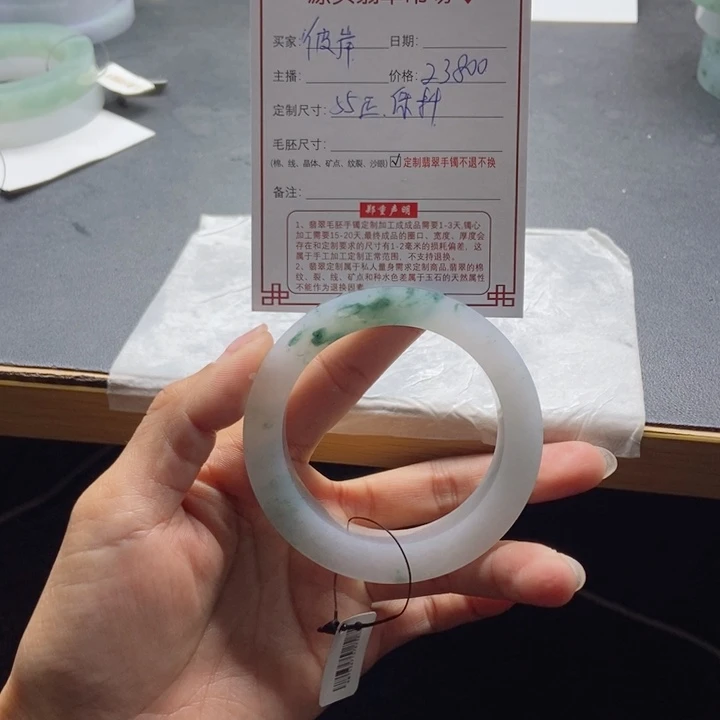 买家: 彼岸 日期:
主播: 价格: 23800
定制尺寸: 55正.保料
毛胚尺寸:
(棉、线、晶体、矿点、纹裂、沙眼) ☑定制翡翠手镯不退不换
备注:
郑重声明
1、翡翠毛胚手镯定制加工成成品需要1-3天,镯心
加工需要15-20天,最终成品的圈口、宽度、厚度会
存在和定制要求的尺寸有1-2毫米的损耗偏差,这
属于手工加工定制正常范围,不支持退换。
2、翡翠定制属于私人量身需求定制商品,翡翠的棉
纹、裂、线、矿点和种水色差属于玉石的天然属性
不能作为退换因素